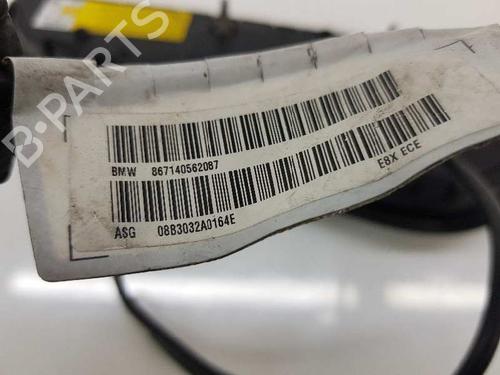 B-PARTS
BMW 867140562087
ASG 08B3032A0164E
E8X ECE